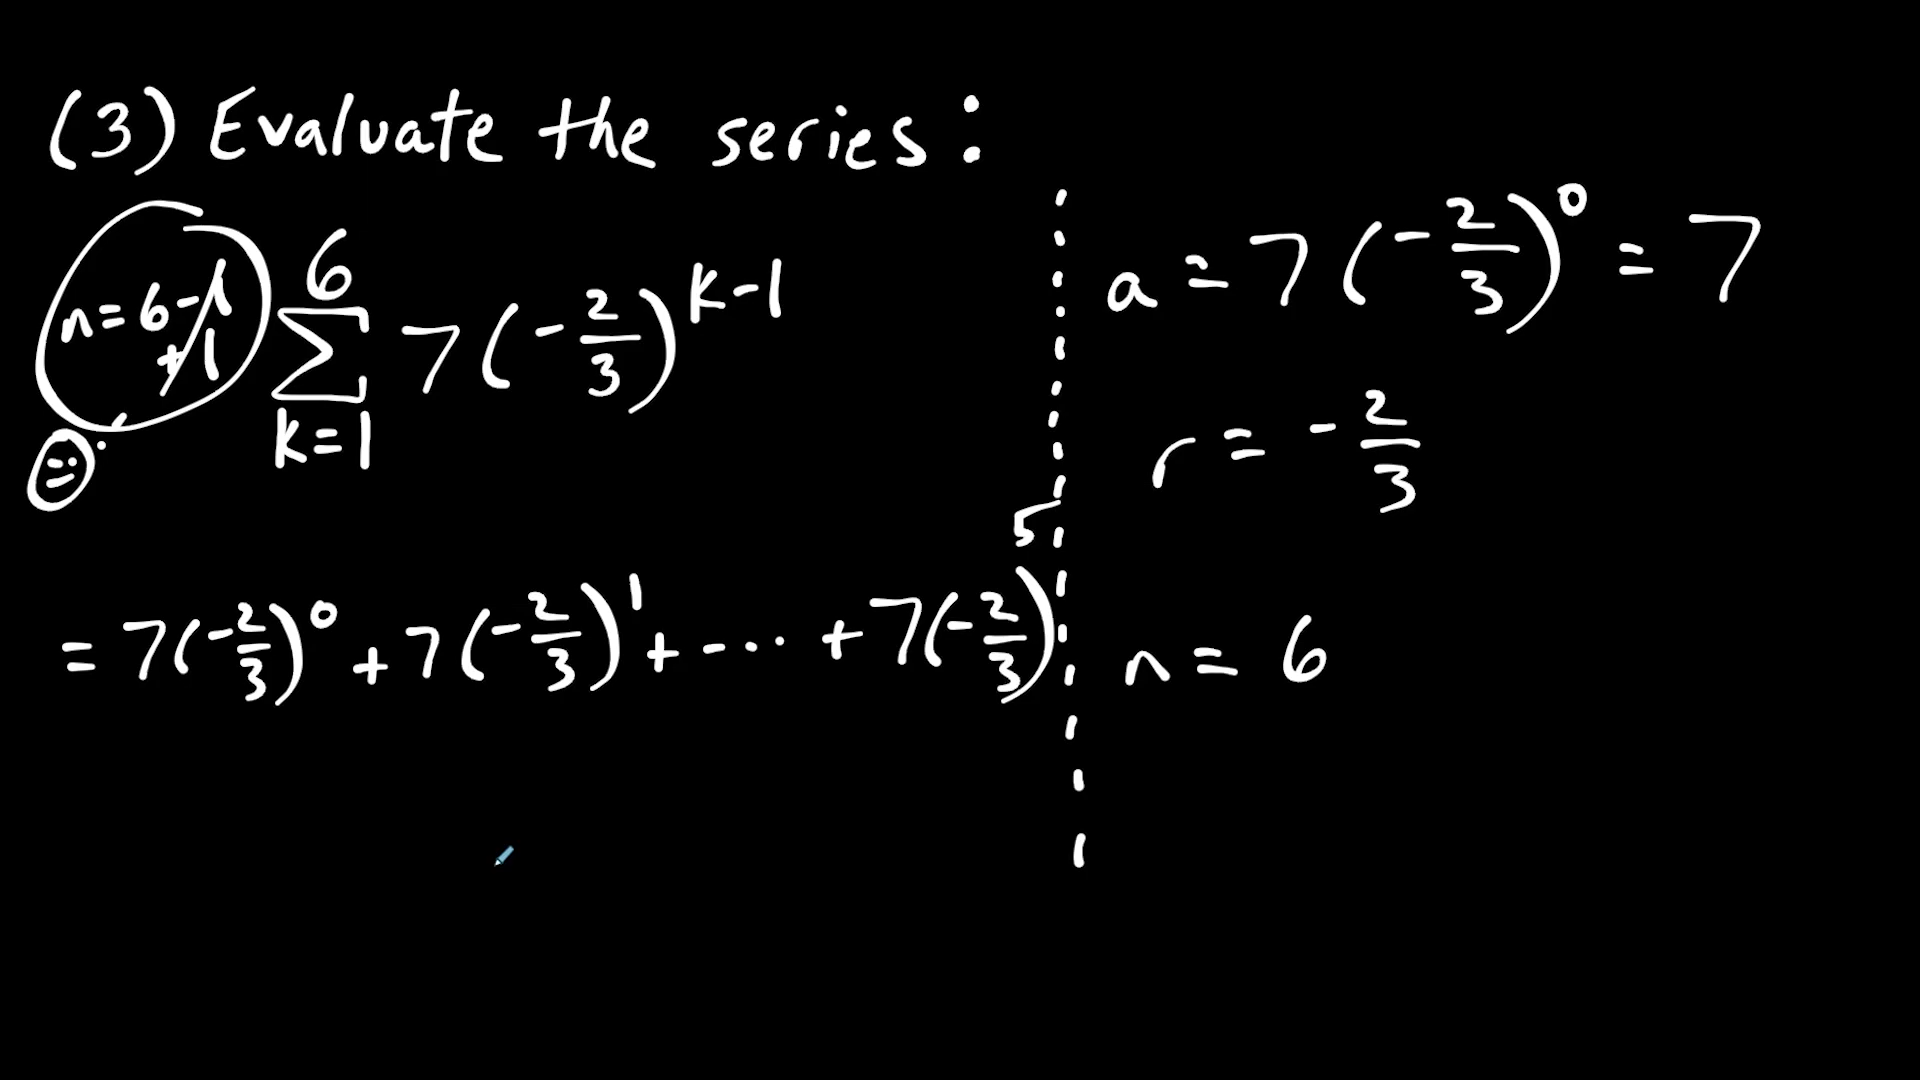 (3) Evaluate the series:
n=6-1
+1
6
∑ 7(-2/3)^(k-1)
k=1
= 7(-2/3)^0 + 7(-2/3)^1 + ... + 7(-2/3)^5
a = 7(-2/3)^0 = 7
r = -2/3
n = 6